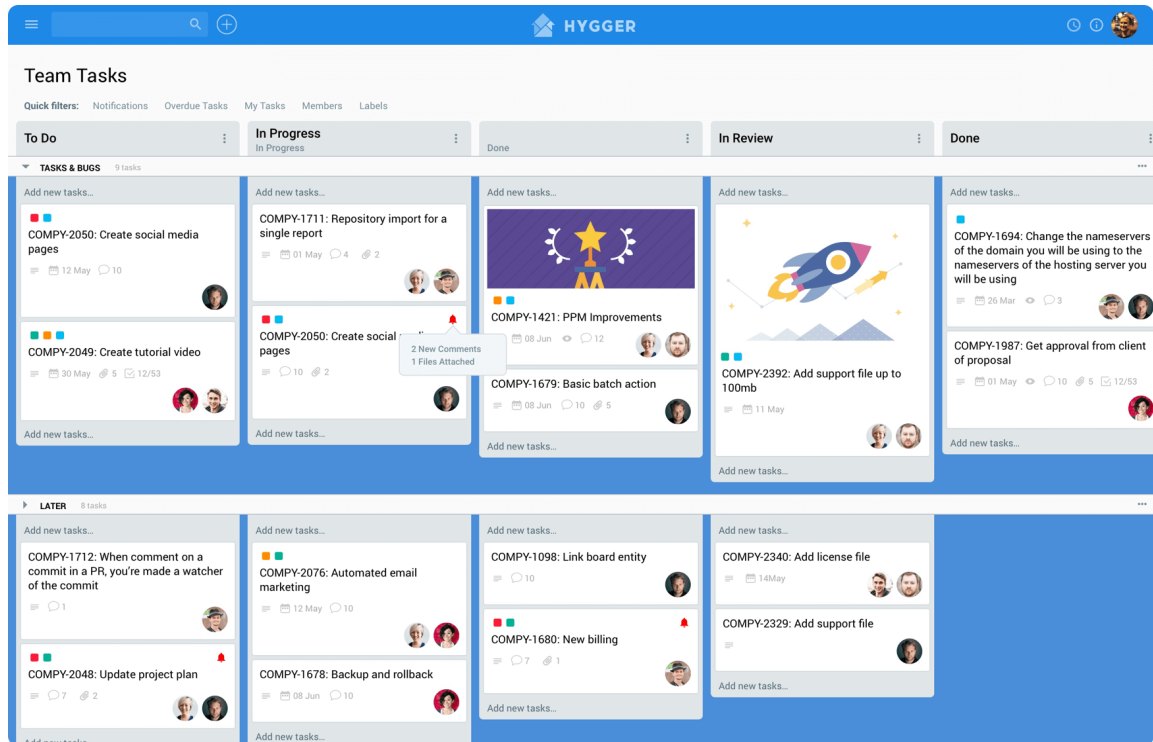 HYGGER
Team Tasks
Quick filters: Notifications Overdue Tasks My Tasks Members Labels
To Do
In Progress
In Progress
Done
In Review
Done
TASKS & BUGS 9 tasks
Add new tasks...
COMPY-2050: Create social media
pages
12 May 10
COMPY-2049: Create tutorial video
30 May 5 12/53
Add new tasks...
Add new tasks...
COMPY-1711: Repository import for a
single report
01 May 4 2
COMPY-2050: Create social
pages
10 2
2 New Comments
1 Files Attached
Add new tasks...
Add new tasks...
COMPY-1421: PPM Improvements
08 Jun 12
COMPY-1679: Basic batch action
08 Jun 10 5
Add new tasks...
Add new tasks...
COMPY-2392: Add support file up to
100mb
11 May
Add new tasks...
Add new tasks...
COMPY-1694: Change the nameservers
of the domain you will be using to the
nameservers of the hosting server you
will be using
26 Mar 3
COMPY-1987: Get approval from client
of proposal
01 May 10 5 12/53
Add new tasks...
LATER 8 tasks
Add new tasks...
COMPY-1712: When comment on a
commit in a PR, you're made a watcher
of the commit
1
COMPY-2048: Update project plan
7 2
Add new tasks...
Add new tasks...
COMPY-2076: Automated email
marketing
12 May 10
COMPY-1678: Backup and rollback
08 Jun 10
Add new tasks...
Add new tasks...
COMPY-1098: Link board entity
10
COMPY-1680: New billing
7 1
Add new tasks...
Add new tasks...
COMPY-2340: Add license file
14May
COMPY-2329: Add support file
Add new tasks...